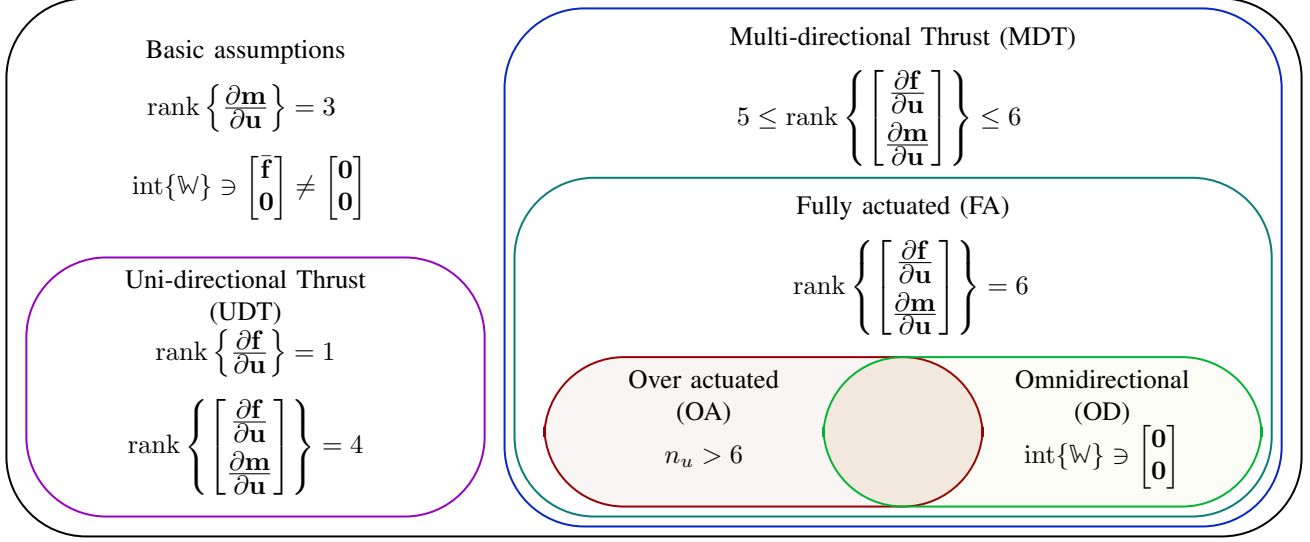 Basic assumptions
rank { ∂𝐦/∂𝐮 } = 3
int{𝕎} ∋ [ 𝐟̄ ; 𝟎 ] ≠ [ 𝟎 ; 𝟎 ]
Uni-directional Thrust
(UDT)
rank { ∂𝐟/∂𝐮 } = 1
rank { [ ∂𝐟/∂𝐮 ; ∂𝐦/∂𝐮 ] } = 4
Multi-directional Thrust (MDT)
5 ≤ rank { [ ∂𝐟/∂𝐮 ; ∂𝐦/∂𝐮 ] } ≤ 6
Fully actuated (FA)
rank { [ ∂𝐟/∂𝐮 ; ∂𝐦/∂𝐮 ] } = 6
Over actuated
(OA)
n_u > 6
Omnidirectional
(OD)
int{𝕎} ∋ [ 𝟎 ; 𝟎 ]